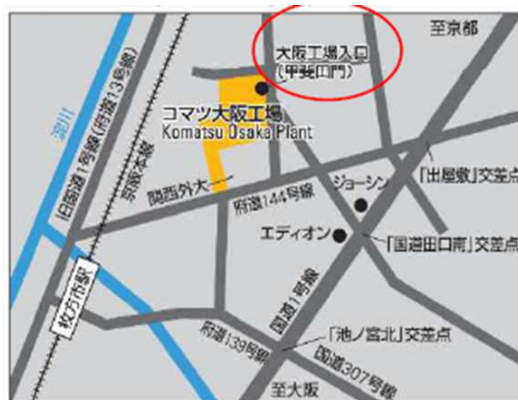 至京都
大阪工場入口
(甲斐田門)
コマツ大阪工場
Komatsu Osaka Plant
淀川
旧国道1号線(府道13号線)
京阪本線
関西外大
府道144号線
ジョーシン
「出屋敷」交差点
エディオン
「国道田口南」交差点
枚方市駅
国道1号線
「池ノ宮北」交差点
府道139号線
国道307号線
至大阪